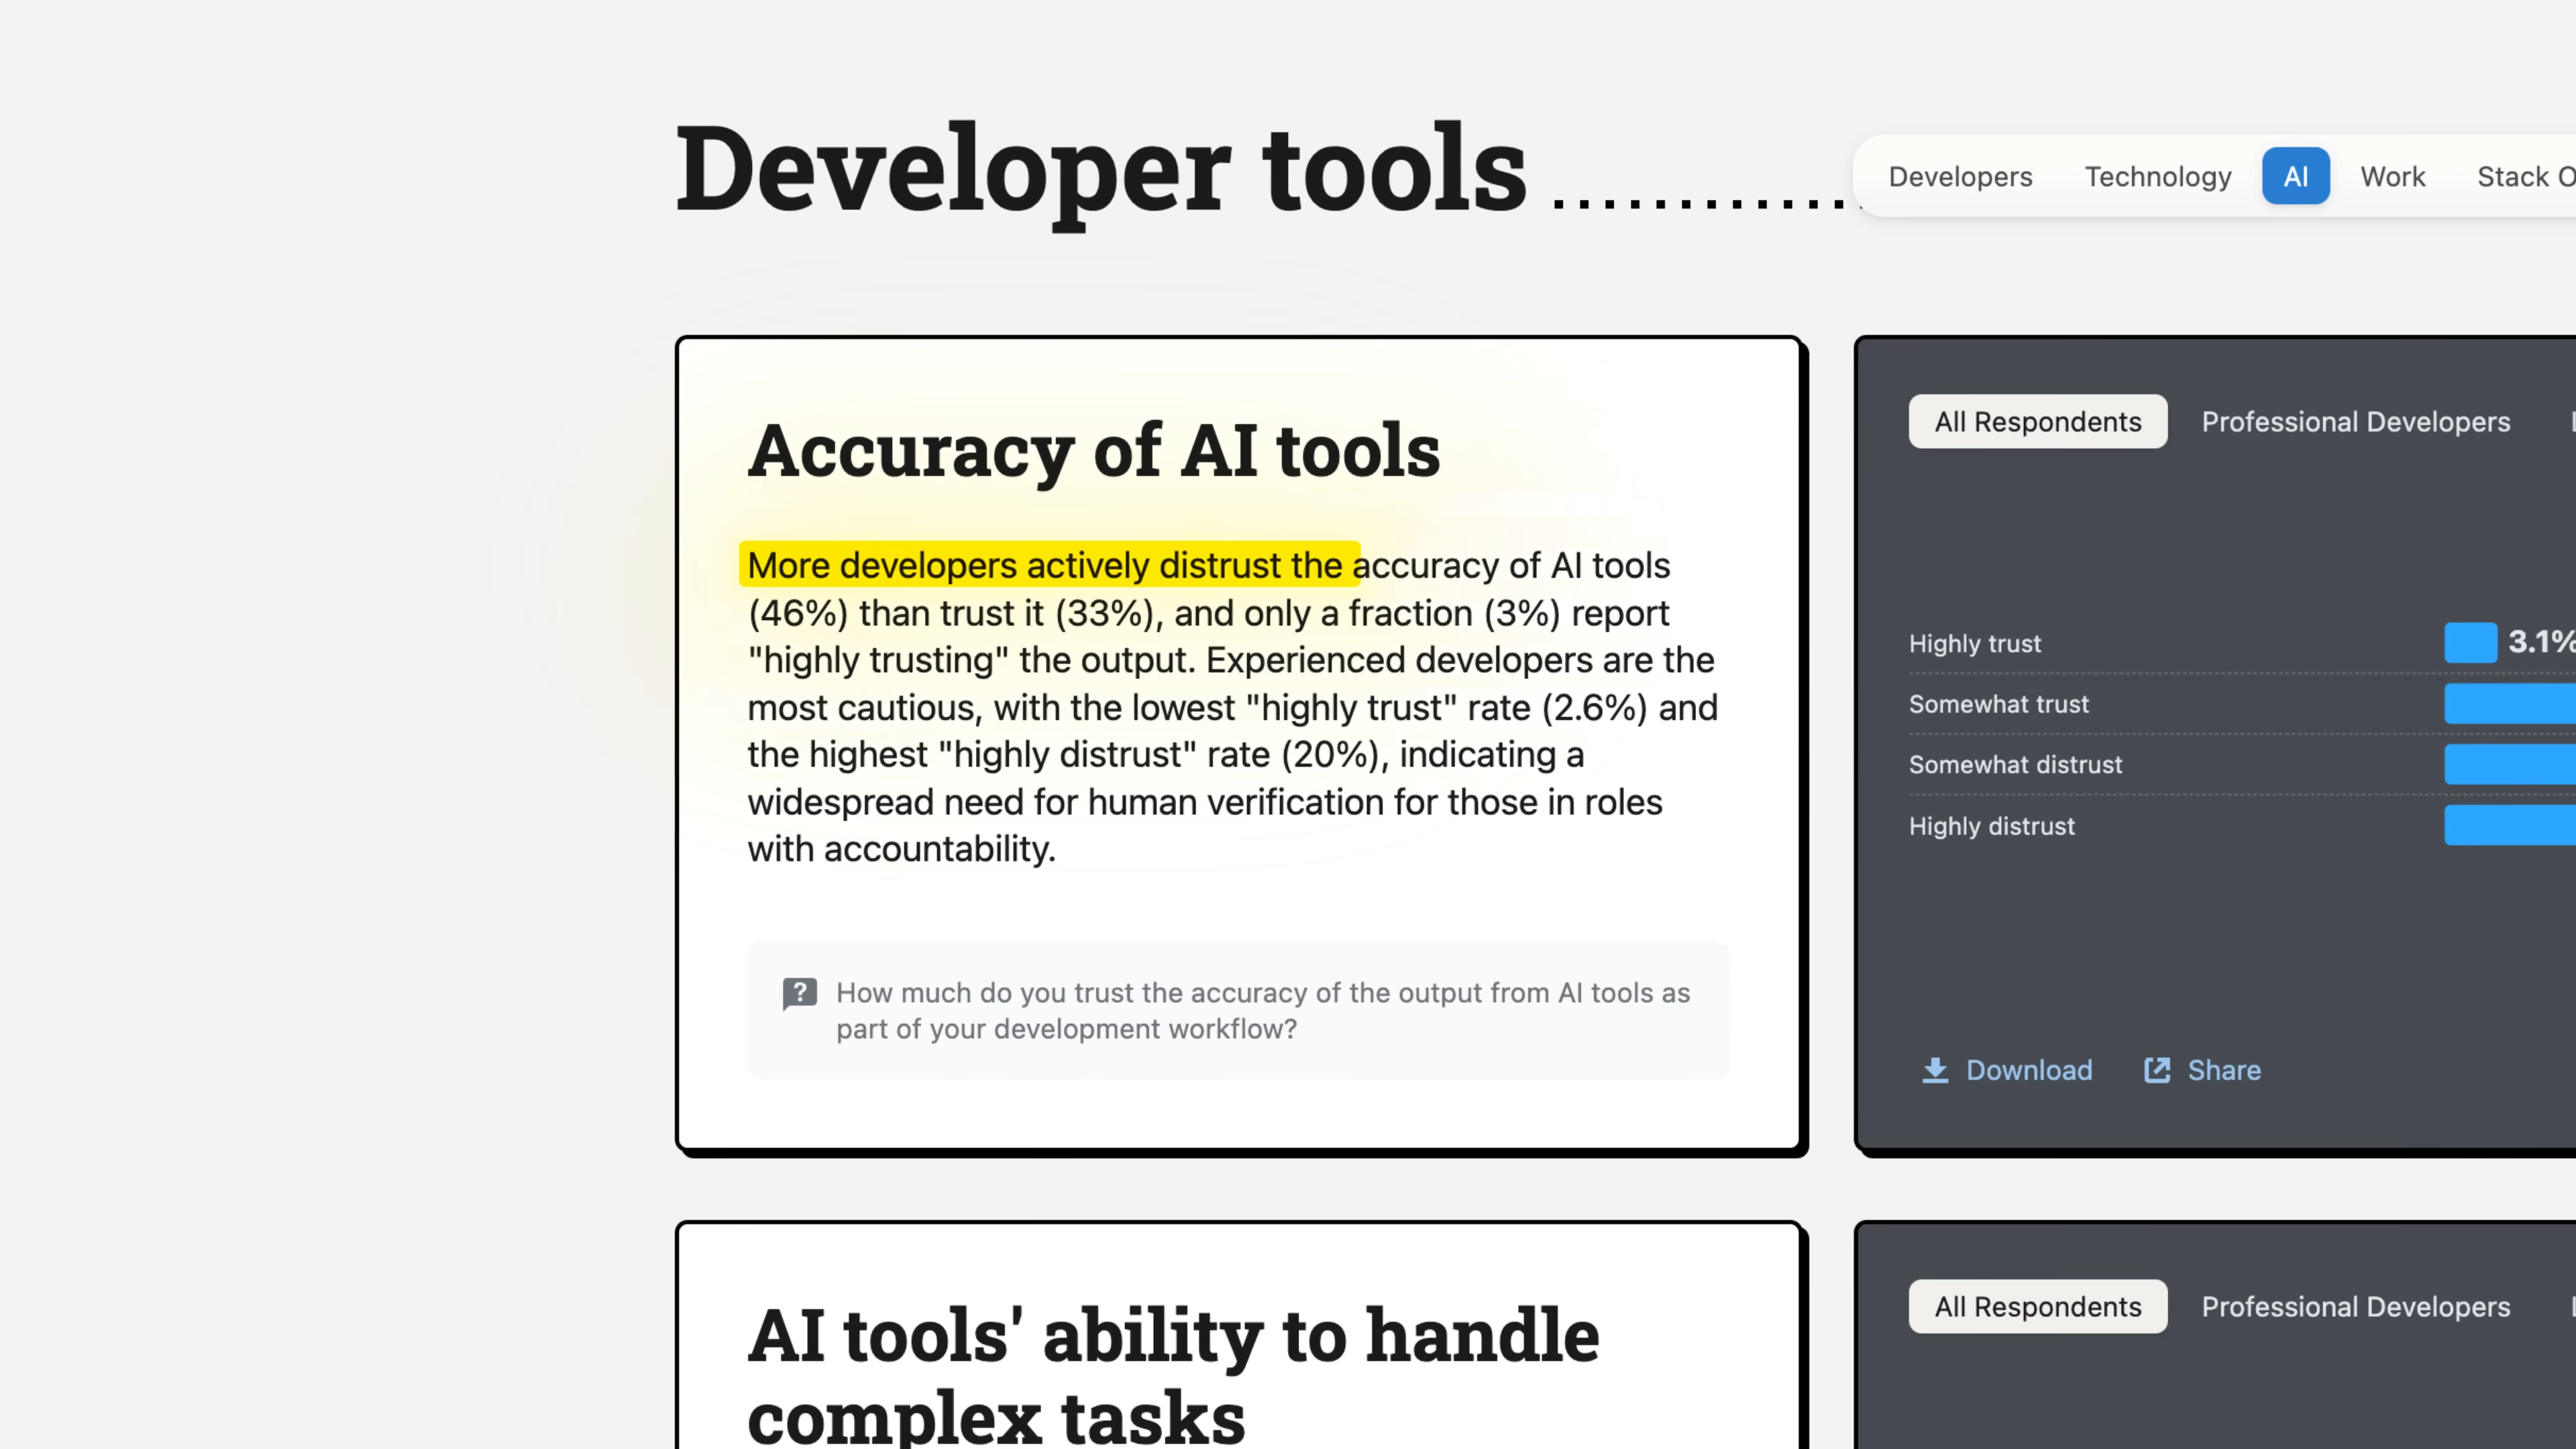 Developer tools
Developers Technology AI Work Stack O
Accuracy of AI tools
More developers actively distrust the accuracy of AI tools
(46%) than trust it (33%), and only a fraction (3%) report
"highly trusting" the output. Experienced developers are the
most cautious, with the lowest "highly trust" rate (2.6%) and
the highest "highly distrust" rate (20%), indicating a
widespread need for human verification for those in roles
with accountability.
How much do you trust the accuracy of the output from AI tools as
part of your development workflow?
All Respondents Professional Developers
Highly trust 3.1%
Somewhat trust
Somewhat distrust
Highly distrust
Download Share
AI tools' ability to handle
complex tasks
All Respondents Professional Developers